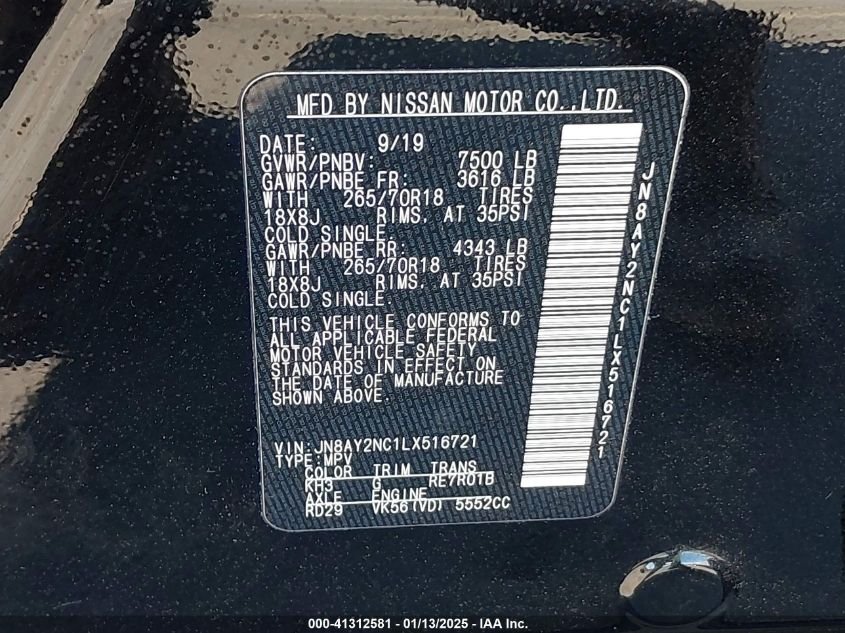 MFD BY NISSAN MOTOR CO.,LTD.
DATE: 9/19
GVWR/PNBV: 7500 LB
GAWR/PNBE FR: 3616 LB
WITH 265/70R18 TIRES
18X8J RIMS, AT 35PSI
COLD SINGLE
GAWR/PNBE RR: 4343 LB
WITH 265/70R18 TIRES
18X8J RIMS, AT 35PSI
COLD SINGLE
THIS VEHICLE CONFORMS TO
ALL APPLICABLE FEDERAL
MOTOR VEHICLE SAFETY
STANDARDS IN EFFECT ON
THE DATE OF MANUFACTURE
SHOWN ABOVE.
VIN:JN8AY2NC1LX516721
TYPE:MPV
COLOR TRIM TRANS
KH3 G RE7R01B
AXLE ENGINE
RD29 VK56(VD) 5552CC
JN8AY2NC1LX516721
000-41312581 - 01/13/2025 - IAA Inc.